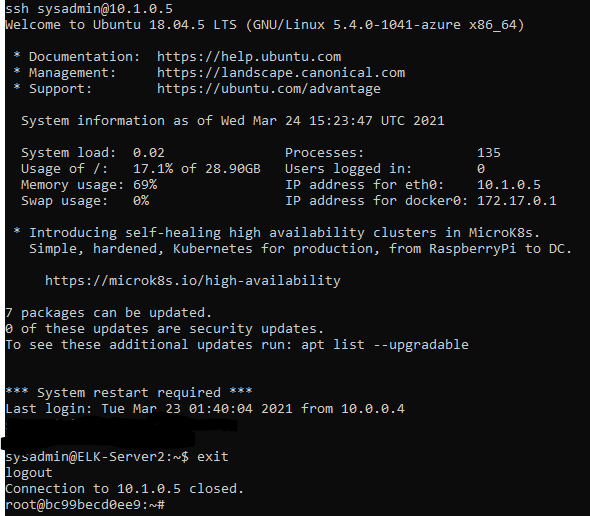 ssh sysadmin@10.1.0.5
Welcome to Ubuntu 18.04.5 LTS (GNU/Linux 5.4.0-1041-azure x86_64)
* Documentation:  https://help.ubuntu.com
* Management:     https://landscape.canonical.com
* Support:        https://ubuntu.com/advantage
System information as of Wed Mar 24 15:23:47 UTC 2021
System load:  0.02              Processes:              135
Usage of /:   17.1% of 28.90GB  Users logged in:        0
Memory usage: 69%               IP address for eth0:    10.1.0.5
Swap usage:   0%                IP address for docker0: 172.17.0.1
* Introducing self-healing high availability clusters in MicroK8s.
Simple, hardened, Kubernetes for production, from RaspberryPi to DC.
https://microk8s.io/high-availability
7 packages can be updated.
0 of these updates are security updates.
To see these additional updates run: apt list --upgradable
*** System restart required ***
Last login: Tue Mar 23 01:40:04 2021 from 10.0.0.4
sysadmin@ELK-Server2:~$ exit
logout
Connection to 10.1.0.5 closed.
root@bc99becd0ee9:~#